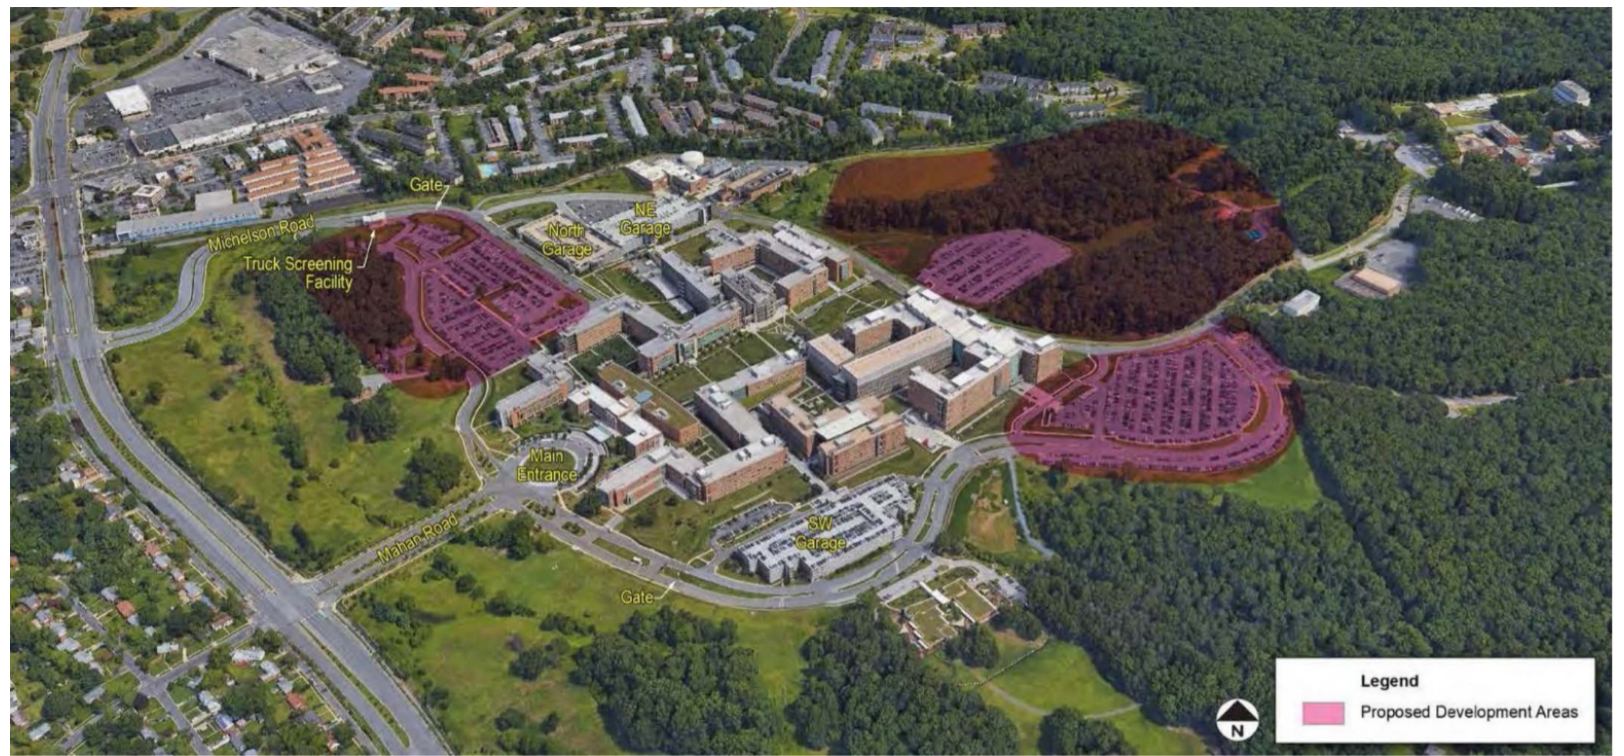 Gate
Michelson Road
Truck Screening
Facility
NE
Garage
North
Garage
Main
Entrance
Mahan Road
SW
Garage
Gate
Legend
Proposed Development Areas
N